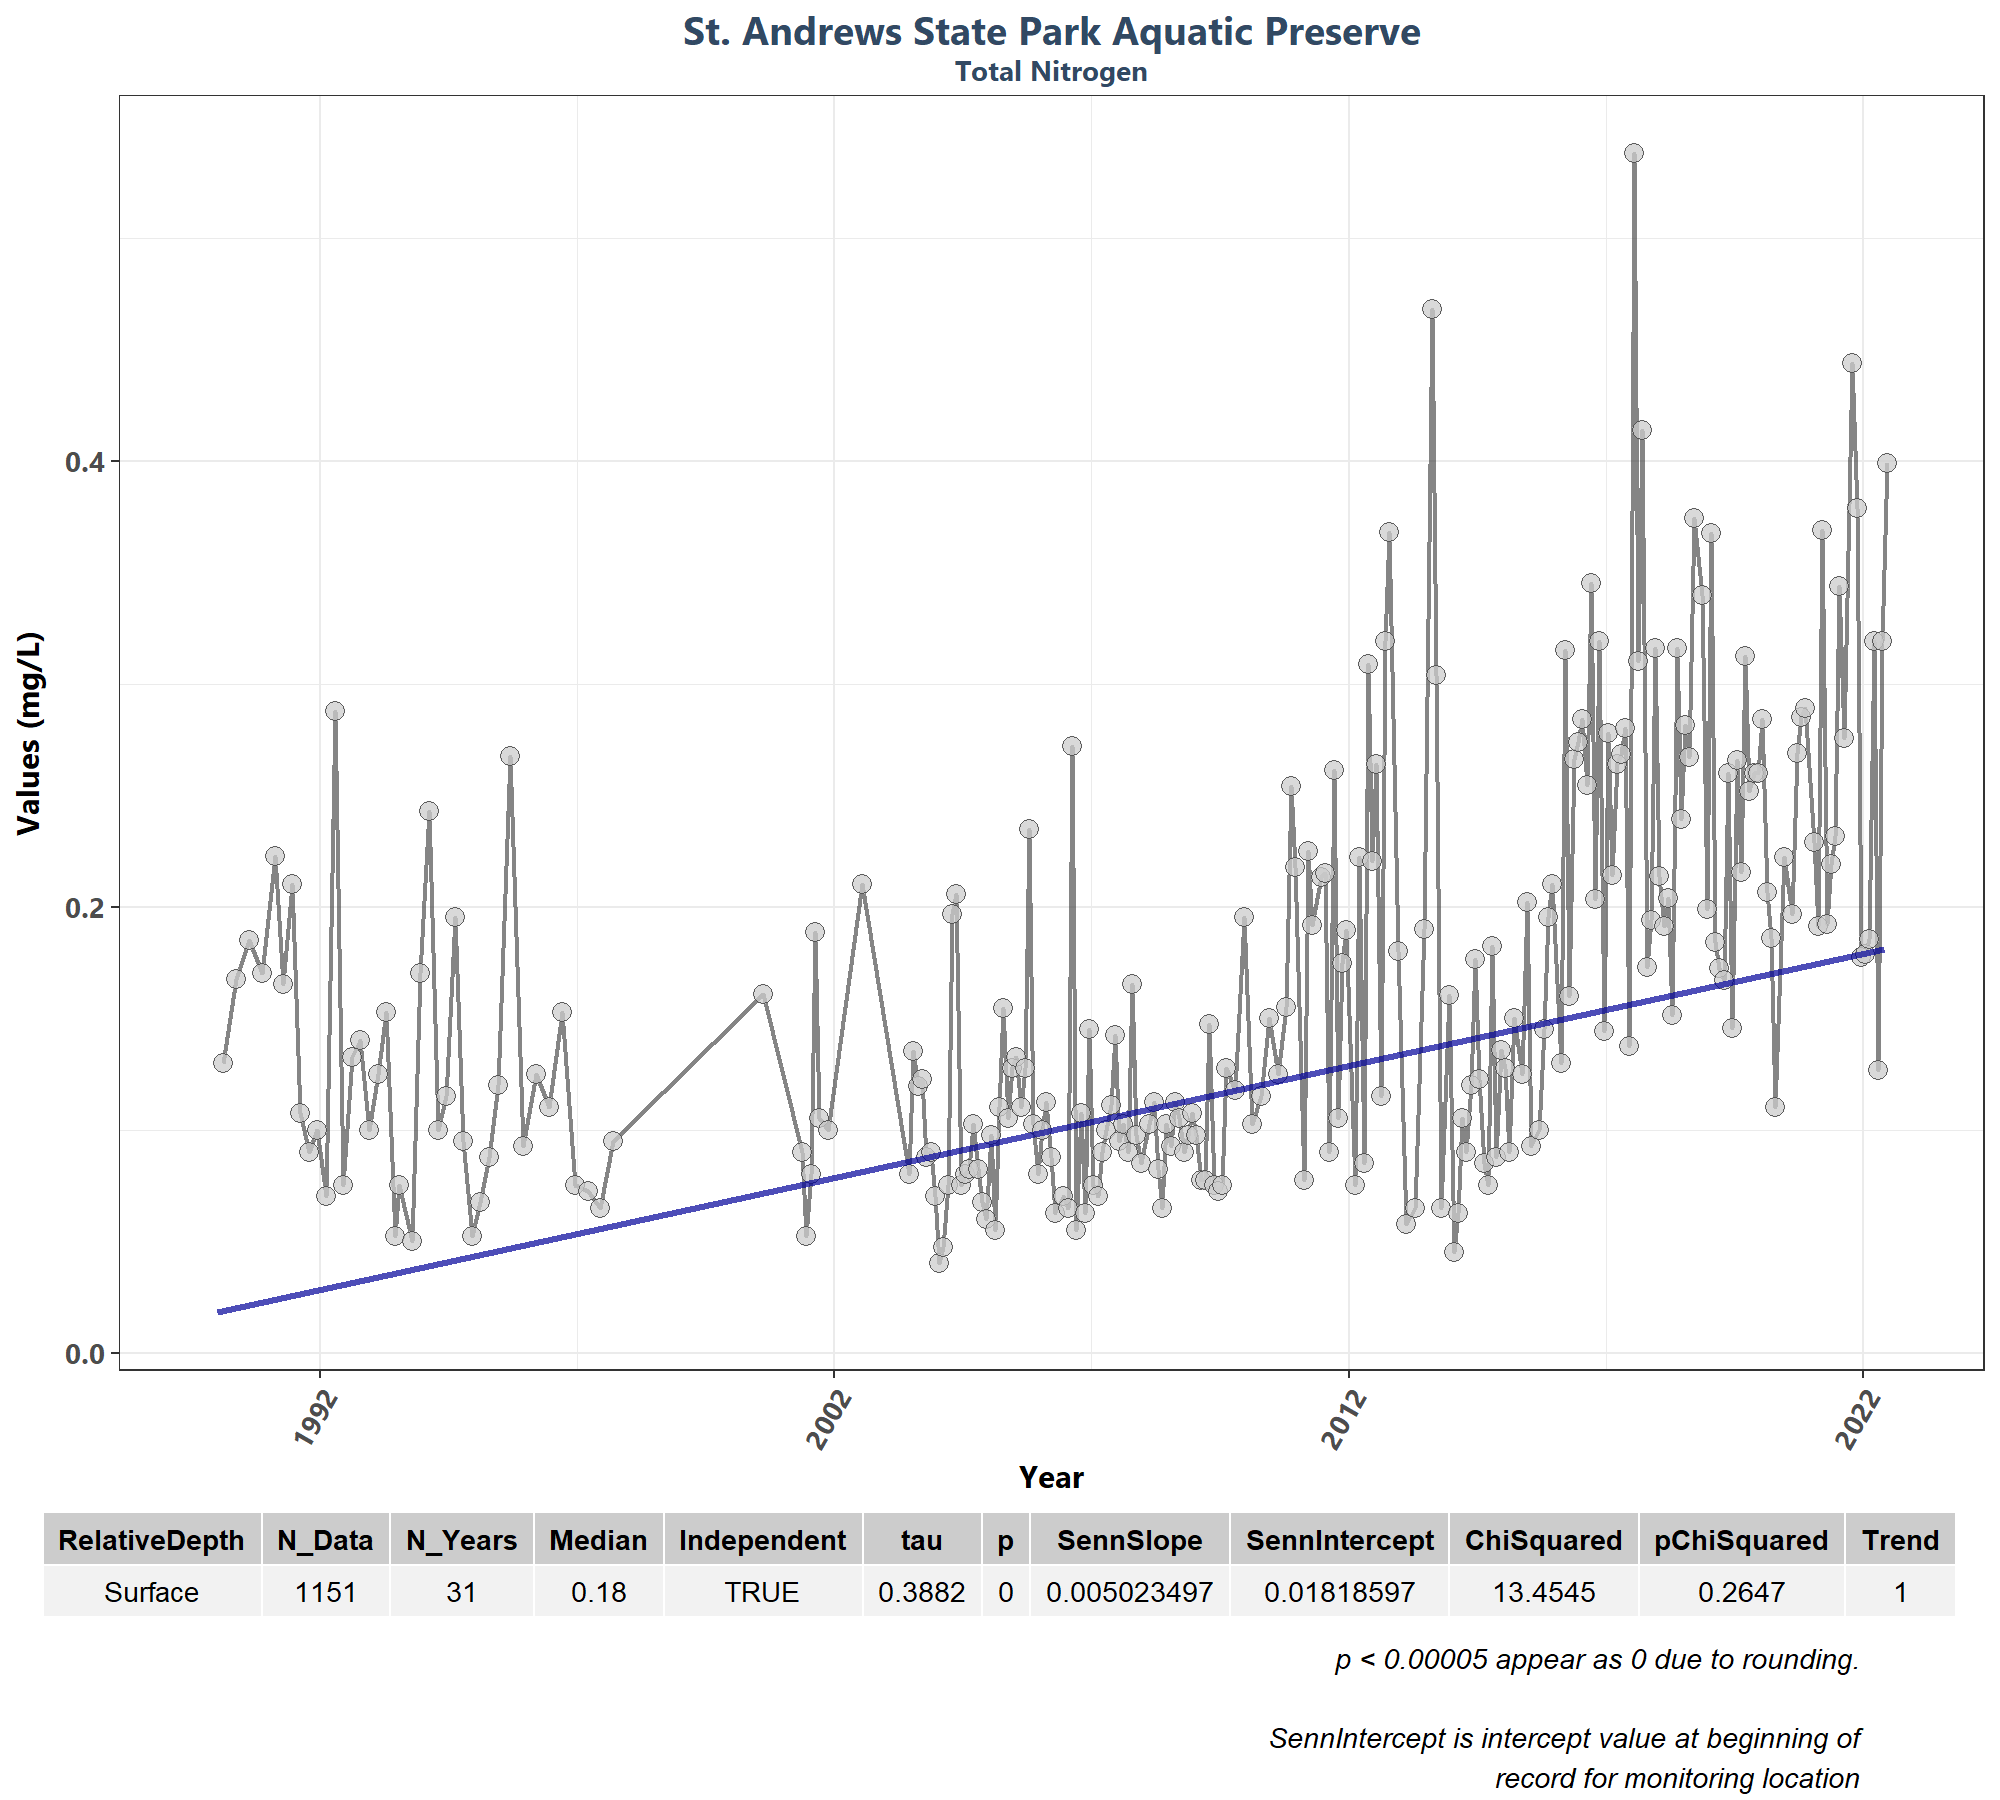 St. Andrews State Park Aquatic Preserve
Total Nitrogen
Values (mg/L)
0.4
0.2
0.0
1992
2002
2012
2022
Year
RelativeDepth N_Data N_Years Median Independent tau p SennSlope SennIntercept ChiSquared pChiSquared Trend
Surface 1151 31 0.18 TRUE 0.3882 0 0.005023497 0.01818597 13.4545 0.2647 1
p < 0.00005 appear as 0 due to rounding.
SennIntercept is intercept value at beginning of
record for monitoring location